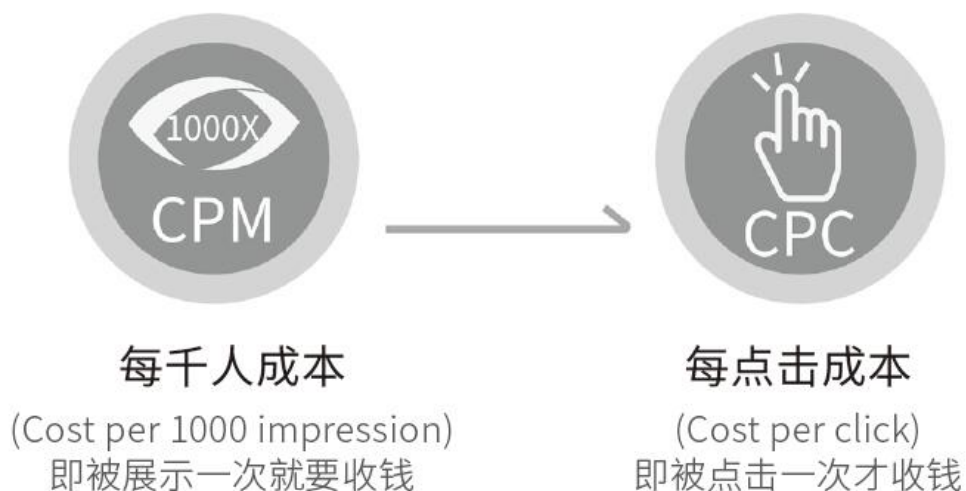 1000X
CPM
每千人成本
(Cost per 1000 impression)
即被展示一次就要收钱
CPC
每点击成本
(Cost per click)
即被点击一次才收钱